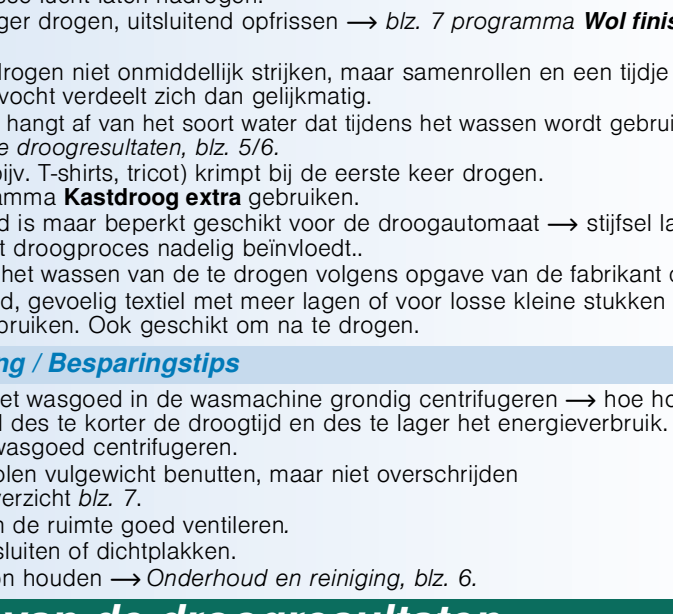 ger drogen, uitsluitend opfrissen → blz. 7 programma Wol finis
drogen niet onmiddellijk strijken, maar samenrollen en een tijdje
vocht verdeelt zich dan gelijkmatig.
hangt af van het soort water dat tijdens het wassen wordt gebrui
e droogresultaten, blz. 5/6.
bijv. T-shirts, tricot) krimpt bij de eerste keer drogen.
amma Kastdroog extra gebruiken.
d is maar beperkt geschikt voor de droogautomaat → stijfsel la
t droogproces nadelig beïnvloedt..
het wassen van de te drogen volgens opgave van de fabrikant
d, gevoelig textiel met meer lagen of voor losse kleine stukken
bruiken. Ook geschikt om na te drogen.
ng / Besparingstips
et wasgoed in de wasmachine grondig centrifugeren → hoe ho
l des te korter de droogtijd en des te lager het energieverbruik.
wasgoed centrifugeren.
olen vulgewicht benutten, maar niet overschrijden
verzicht blz. 7.
n de ruimte goed ventileren.
sluiten of dichtplakken.
on houden → Onderhoud en reiniging, blz. 6.
van de droogresultaten